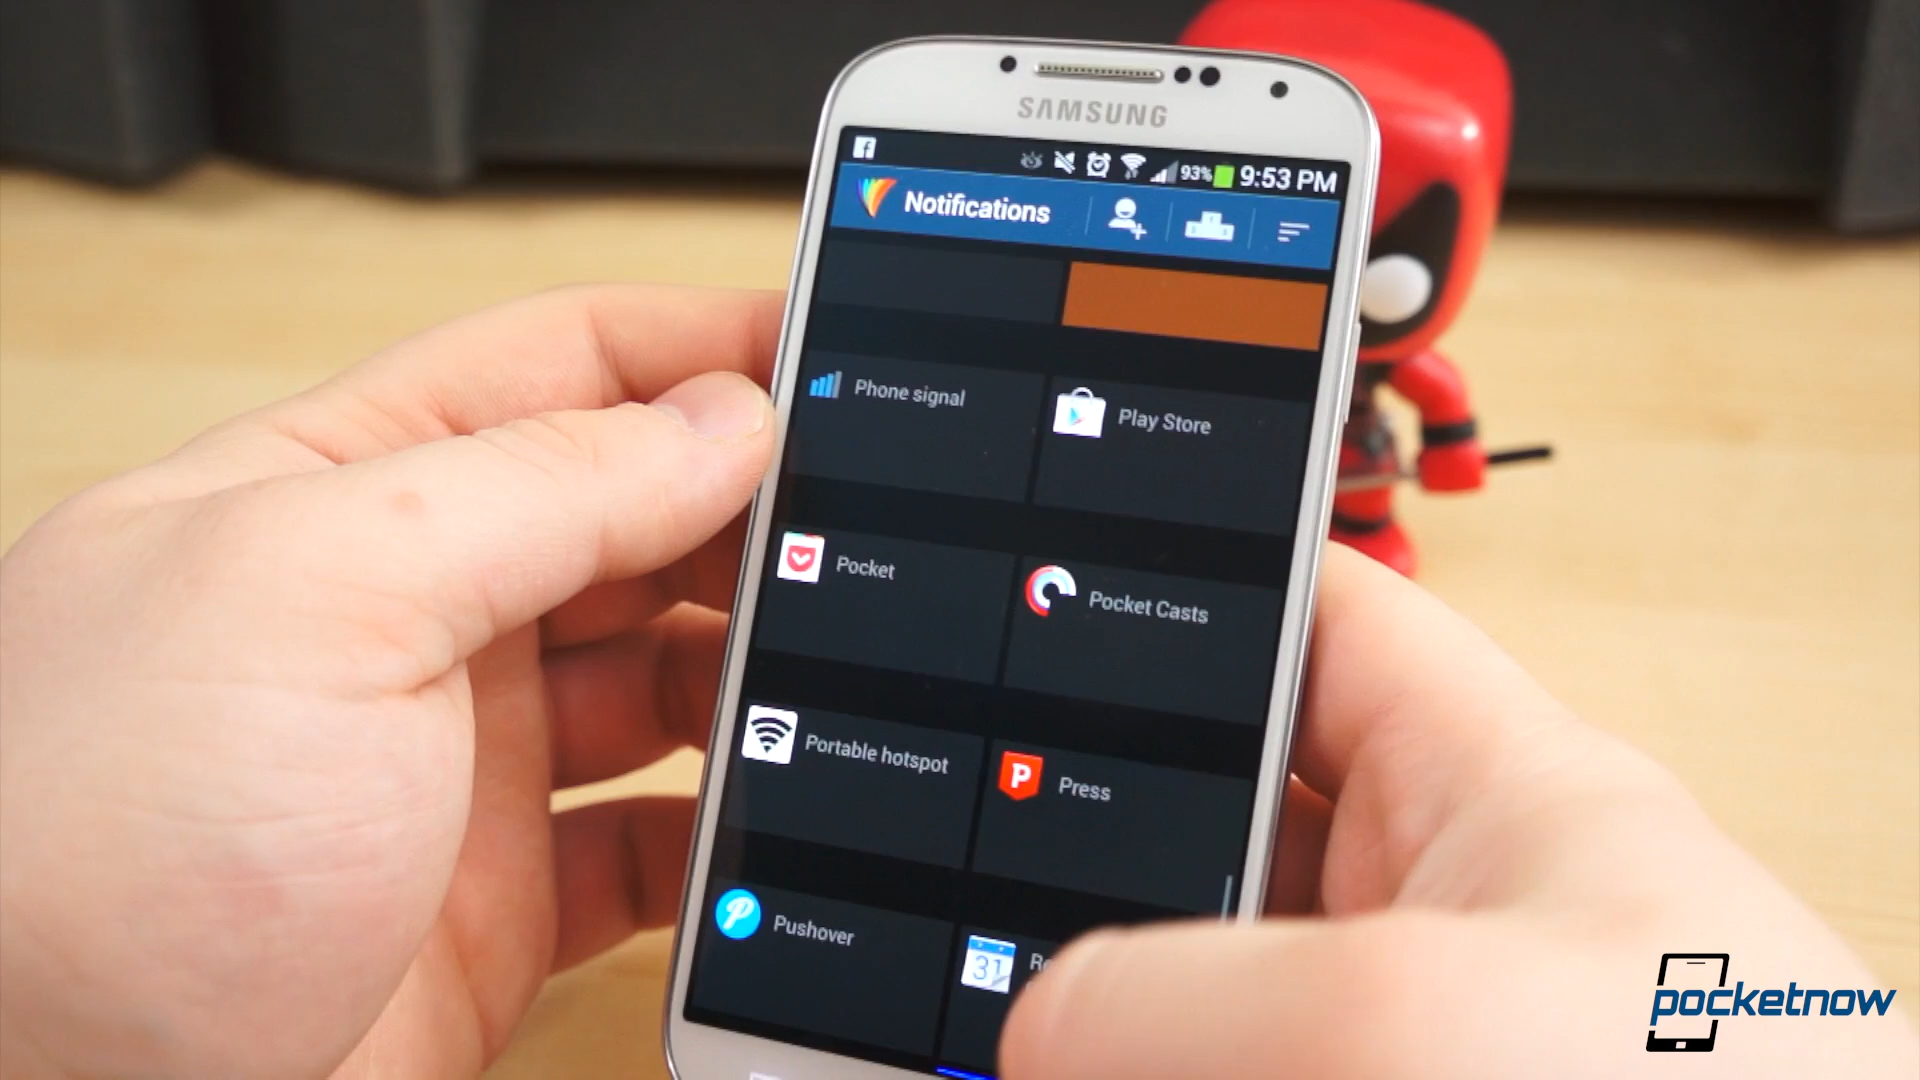 SAMSUNG
93% 9:53 PM
Notifications
Phone signal
Play Store
Pocket
Pocket Casts
Portable hotspot
P Press
Pushover
31
pocketnow